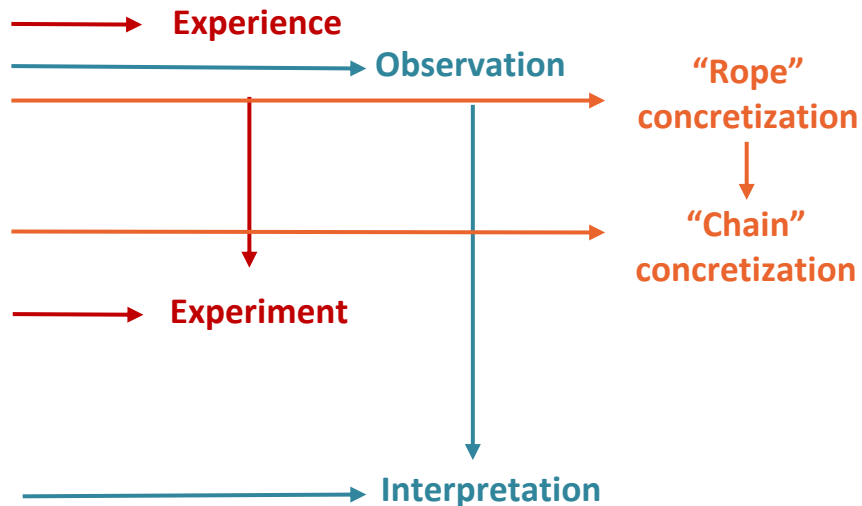 Experience
Observation
“Rope”
concretization
“Chain”
concretization
Experiment
Interpretation